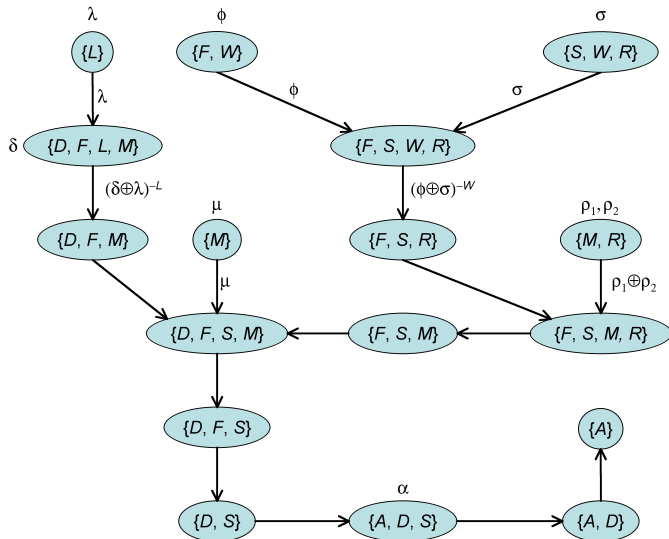 λ ϕ σ
{L} {F, W} {S, W, R}
λ ϕ σ
δ {D, F, L, M} {F, S, W, R}
(δ⊕λ)⁻ᴸ (ϕ⊕σ)⁻ᵂ
μ ρ₁, ρ₂
{D, F, M} {M} {F, S, R} {M, R}
μ ρ₁⊕ρ₂
{D, F, S, M} {F, S, M} {F, S, M, R}
{D, F, S} {A}
α
{D, S} {A, D, S} {A, D}